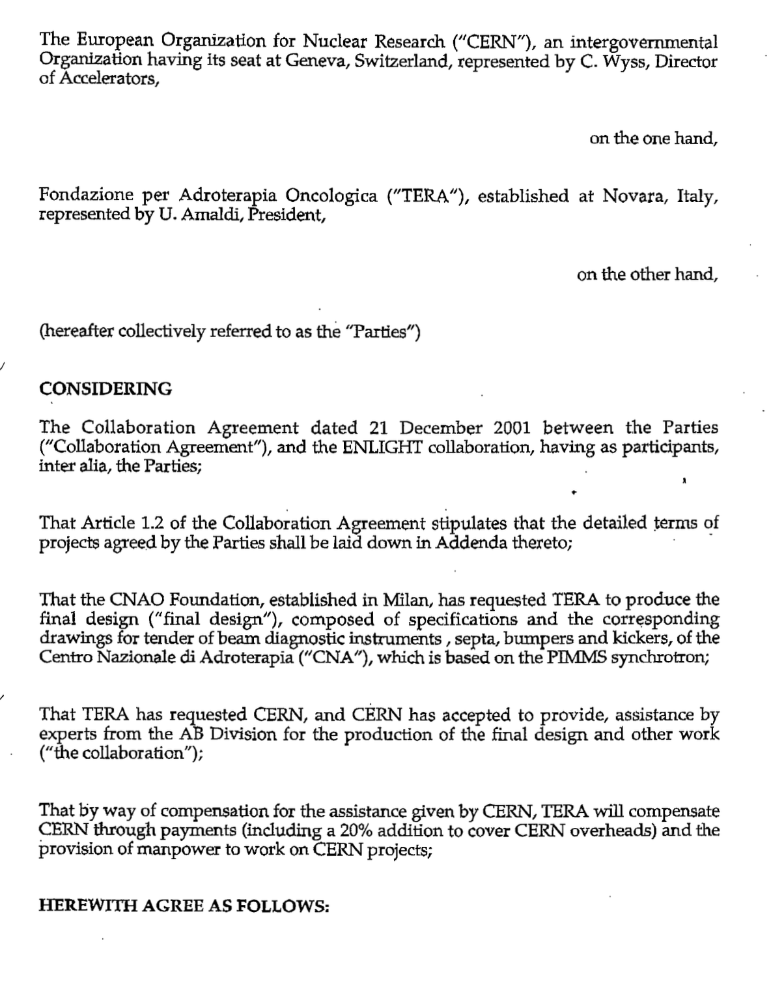 The European Organization for Nuclear Research ("CERN"), an intergovernmental
Organization having its seat at Geneva, Switzerland, represented by C. Wyss, Director
of Accelerators,
on the one hand,
Fondazione per Adroterapia Oncologica ("TERA"), established at Novara, Italy,
represented by U. Amaldi, President,
on the other hand,
(hereafter collectively referred to as the "Parties")
CONSIDERING
The Collaboration Agreement dated 21 December 2001 between the Parties
("Collaboration Agreement"), and the ENLIGHT collaboration, having as participants,
inter alia, the Parties;
That Article 1.2 of the Collaboration Agreement stipulates that the detailed terms of
projects agreed by the Parties shall be laid down in Addenda thereto;
That the CNAO Foundation, established in Milan, has requested TERA to produce the
final design ("final design"), composed of specifications and the corresponding
drawings for tender of beam diagnostic instruments , septa, bumpers and kickers, of the
Centro Nazionale di Adroterapia ("CNA"), which is based on the PIMMS synchrotron;
That TERA has requested CERN, and CERN has accepted to provide, assistance by
experts from the AB Division for the production of the final design and other work
("the collaboration");
That by way of compensation for the assistance given by CERN, TERA will compensate
CERN through payments (including a 20% addition to cover CERN overheads) and the
provision of manpower to work on CERN projects;
HEREWITH AGREE AS FOLLOWS: